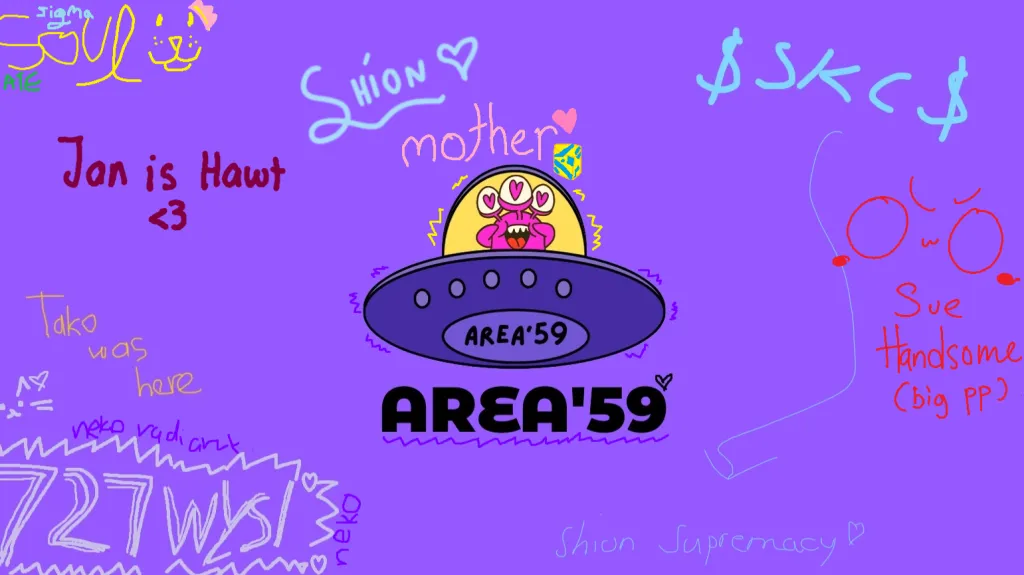 sigma
SOUL
ME
SHION
$SKC$
mother
Jan is Hawt
<3
AREA'59
AREA'59
Sue
Handsome
(big pp)
Tako
was
here
neko radiant
727WYSI
neko
Shion Supremacy